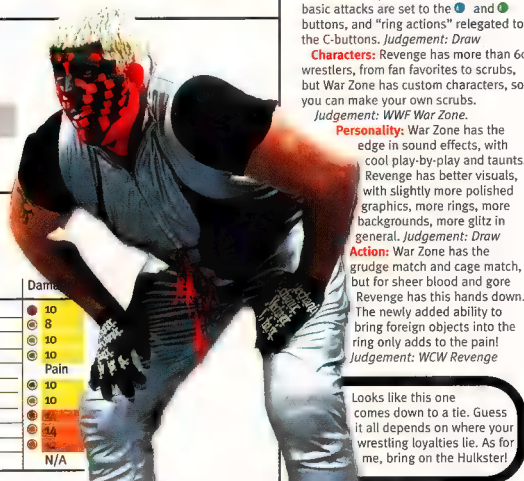 basic attacks are set to the and
buttons, and "ring actions" relegated to
the C-buttons. Judgement: Draw
Characters: Revenge has more than 60
wrestlers, from fan favorites to scrubs,
but War Zone has custom characters, so
you can make your own scrubs.
Judgement: WWF War Zone.
Personality: War Zone has the
edge in sound effects, with
cool play-by-play and taunts.
Revenge has better visuals,
with slightly more polished
graphics, more rings, more
backgrounds, more glitz in
general. Judgement: Draw
Action: War Zone has the
grudge match and cage match,
but for sheer blood and gore
Revenge has this hands down.
The newly added ability to
bring foreign objects into the
ring only adds to the pain!
Judgement: WCW Revenge
Looks like this one
comes down to a tie. Guess
it all depends on where your
wrestling loyalties lie. As for
me, bring on the Hulkster!
10
8
10
10
Pain
10
10
14
N/A